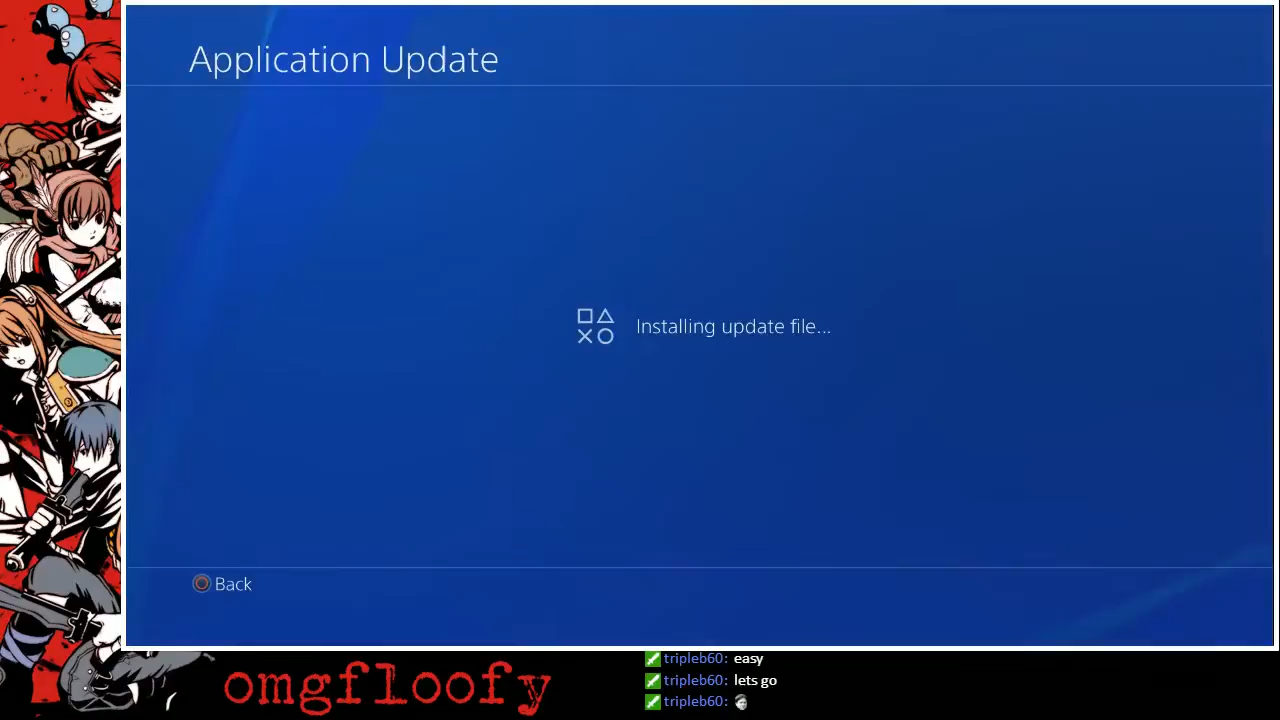 Application Update
Installing update file...
Back
omgfloofy
tripleb60: easy
tripleb60: lets go
tripleb60: